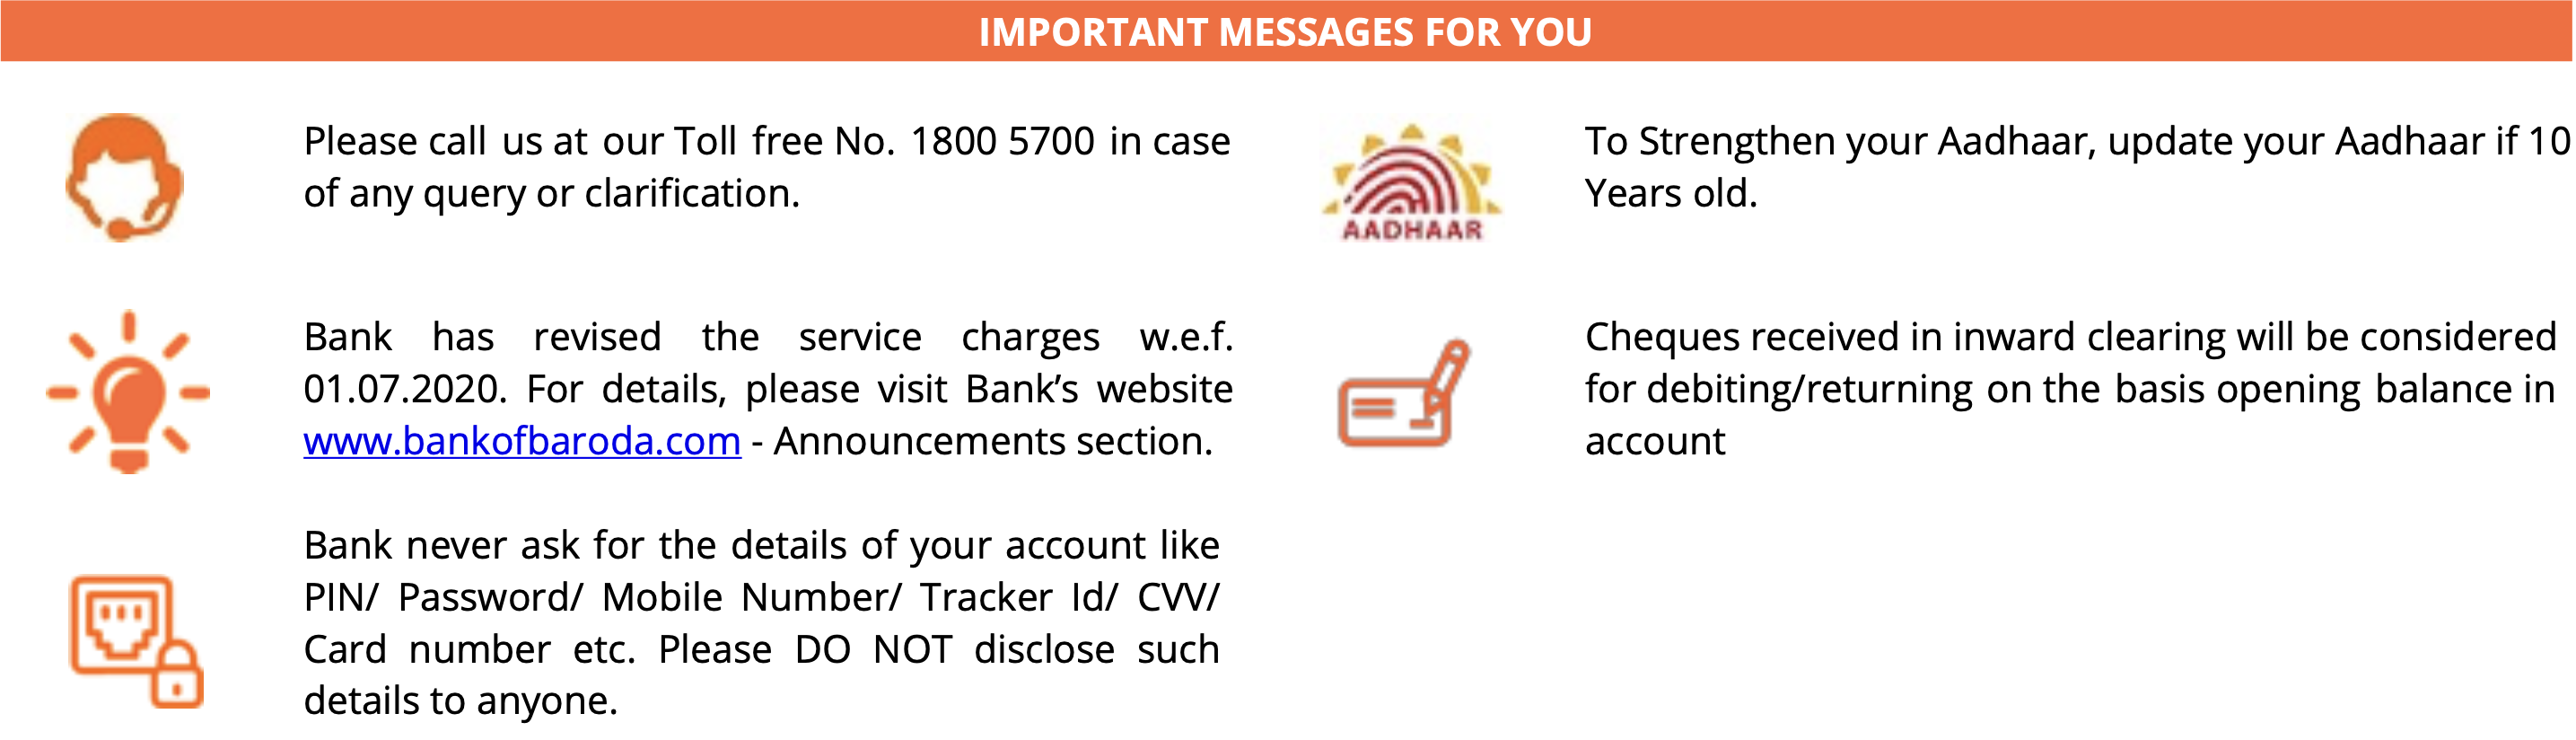 IMPORTANT MESSAGES FOR YOU
Please call us at our Toll free No. 1800 5700 in case
of any query or clarification.
AADHAAR
To Strengthen your Aadhaar, update your Aadhaar if 10
Years old.
Bank has revised the service charges w.e.f.
01.07.2020. For details, please visit Bank’s website
www.bankofbaroda.com - Announcements section.
Cheques received in inward clearing will be considered
for debiting/returning on the basis opening balance in
account
Bank never ask for the details of your account like
PIN/ Password/ Mobile Number/ Tracker Id/ CVV/
Card number etc. Please DO NOT disclose such
details to anyone.